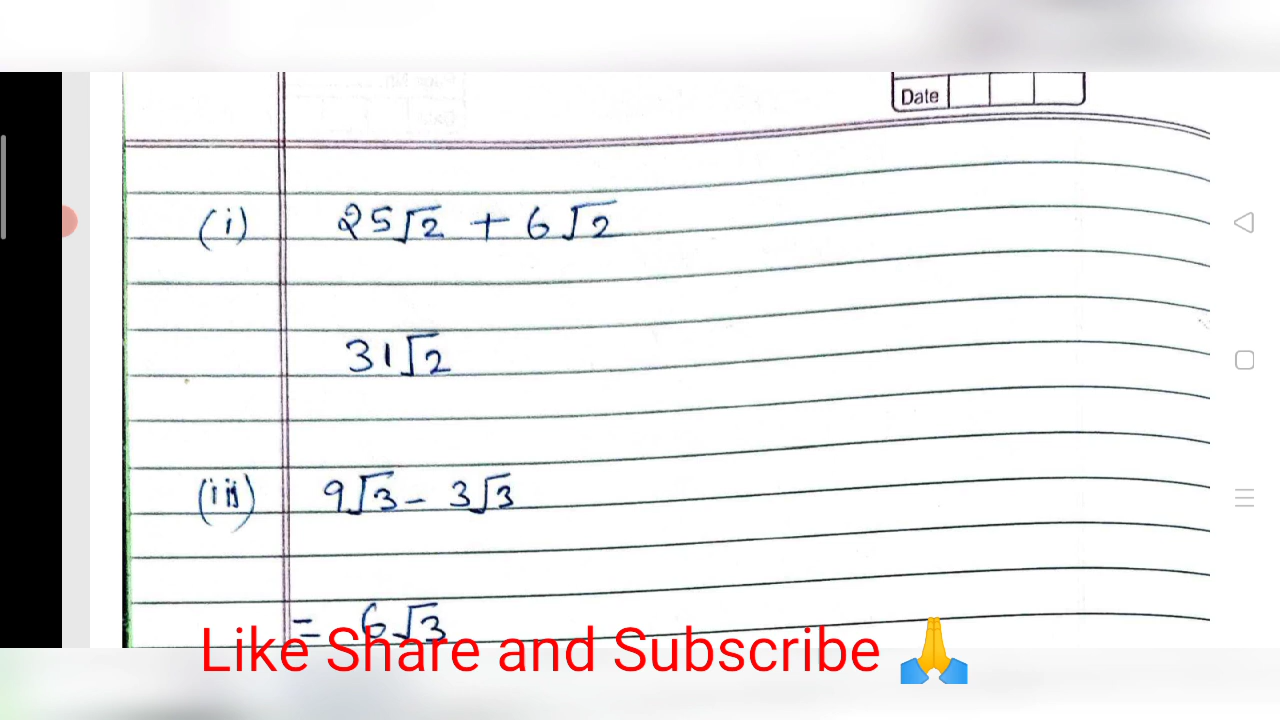 Date
(i) 25√2 + 6√2
31√2
(iii) 9√3 - 3√3
= 6√3
Like Share and Subscribe 🙏